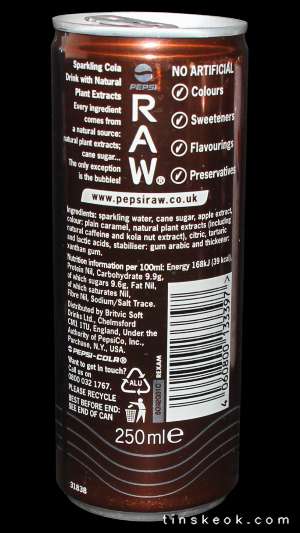 Sparkling Cola
Drink with Natural
Plant Extracts
Every ingredient
comes from
a natural source:
natural plant extracts;
cane sugar...
The only exception
is the bubbles!
PEPSI
RAW®
NO ARTIFICIAL
Colours
Sweeteners
Flavourings
Preservatives
www.pepsiraw.co.uk
Ingredients: sparkling water, cane sugar, apple extract,
colour: plain caramel, natural plant extracts (including
natural caffeine and kola nut extract), citric, tartaric
and lactic acids, stabiliser: gum arabic and thickener:
xanthan gum.
Nutrition information per 100ml: Energy 168kJ (39 kcal),
Protein Nil, Carbohydrate 9.9g,
of which sugars 9.6g, Fat Nil,
of which saturates Nil,
Fibre Nil, Sodium/Salt Trace.
Distributed by Britvic Soft
Drinks Ltd., Chelmsford
CM1 1TU, England, Under the
Authority of PepsiCo, Inc.,
Purchase, N.Y., USA.
PEPSI-COLA®
Want to get in touch?
Call us on
0800 032 1767.
PLEASE RECYCLE
BEST BEFORE END:
SEE END OF CAN
ALU
REXAM
250ml℮
31838
tinskeok.com